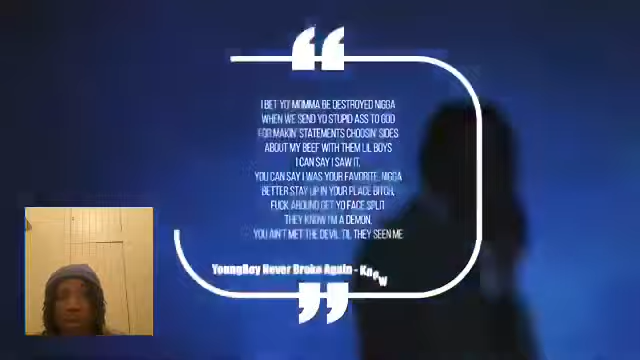 I BET YO' MOMMA BE DESTROYED NIGGA
WHEN WE SEND YO STUPID ASS TO GOD
FOR MAKIN' STATEMENTS CHOOSIN' SIDES
ABOUT MY BEEF WITH THEM LIL BOYS
I CAN SAY I SAW IT,
YOU CAN SAY I WAS YOUR FAVORITE, NIGGA
BETTER STAY UP IN YOUR PLACE BITCH,
FUCK AROUND GET YO FACE SPLIT
THEY KNOW I'M A DEMON,
YOU AIN'T MET THE DEVIL 'TIL THEY SEEN ME
YoungBoy Never Broke Again - Knew